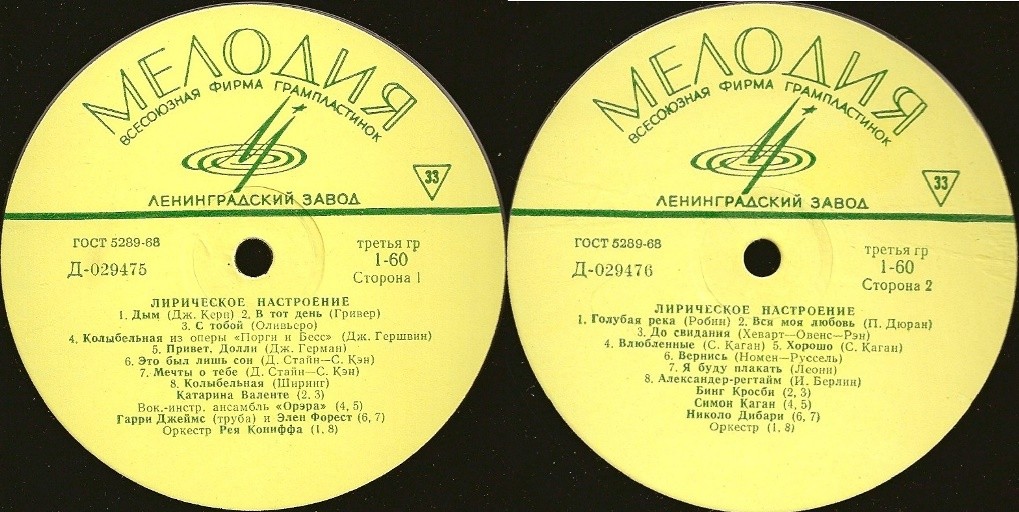 МЕЛОДИЯ
ВСЕСОЮЗНАЯ ФИРМА ГРАМПЛАСТИНОК
ЛЕНИНГРАДСКИЙ ЗАВОД
33
ГОСТ 5289-68
третья гр
Д-029475
1-60
Сторона 1
ЛИРИЧЕСКОЕ НАСТРОЕНИЕ
1. Дым (Дж. Керн) 2. В тот день (Гривер)
3. С тобой (Оливьеро)
4. Колыбельная из оперы «Порги и Бесс» (Дж. Гершвин)
5. Привет, Долли (Дж. Герман)
6. Это был лишь сон (Д. Стайн—С. Кэн)
7. Мечты о тебе (Д. Стайн—С. Кэн)
8. Колыбельная (Ширинг)
Катарина Валенте (2, 3)
Вок.-инстр. ансамбль «Орэра» (4, 5)
Гарри Джеймс (труба) и Элен Форест (6, 7)
Оркестр Рея Кониффа (1, 8)
МЕЛОДИЯ
ВСЕСОЮЗНАЯ ФИРМА ГРАМПЛАСТИНОК
ЛЕНИНГРАДСКИЙ ЗАВОД
33
ГОСТ 5289-68
третья гр
Д-029476
1-60
Сторона 2
ЛИРИЧЕСКОЕ НАСТРОЕНИЕ
1. Голубая река (Робин) 2. Вся моя любовь (П. Дюран)
3. До свидания (Хеварт-Овенс-Рэн)
4. Влюбленные (С. Каган) 5. Хорошо (С. Каган)
6. Вернись (Номен-Руссель)
7. Я буду плакать (Леони)
8. Александер-регтайм (И. Берлин)
Бинг Кросби (2, 3)
Симон Каган (4, 5)
Николо Дибари (6, 7)
Оркестр (1, 8)